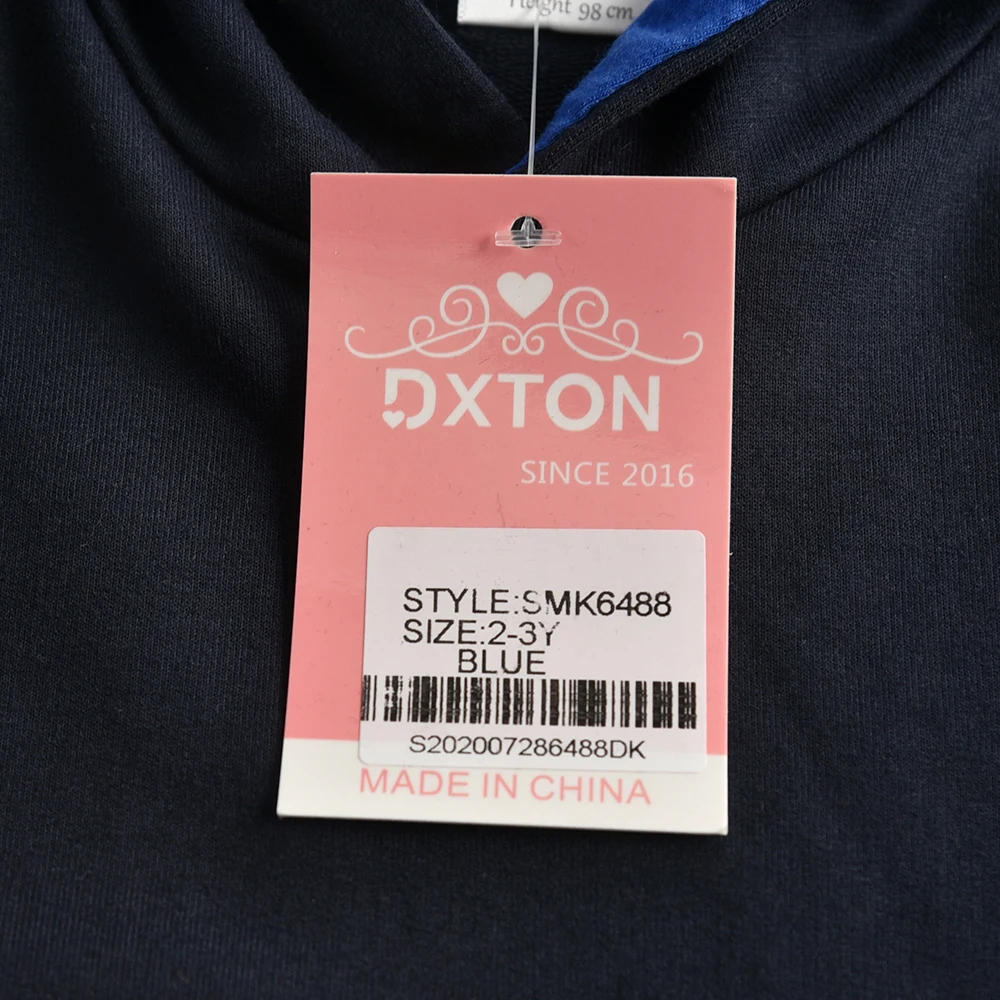 Height 98 cm
DXTON
SINCE 2016
STYLE:SMK6488
SIZE:2-3Y
BLUE
S202007286488DK
MADE IN CHINA